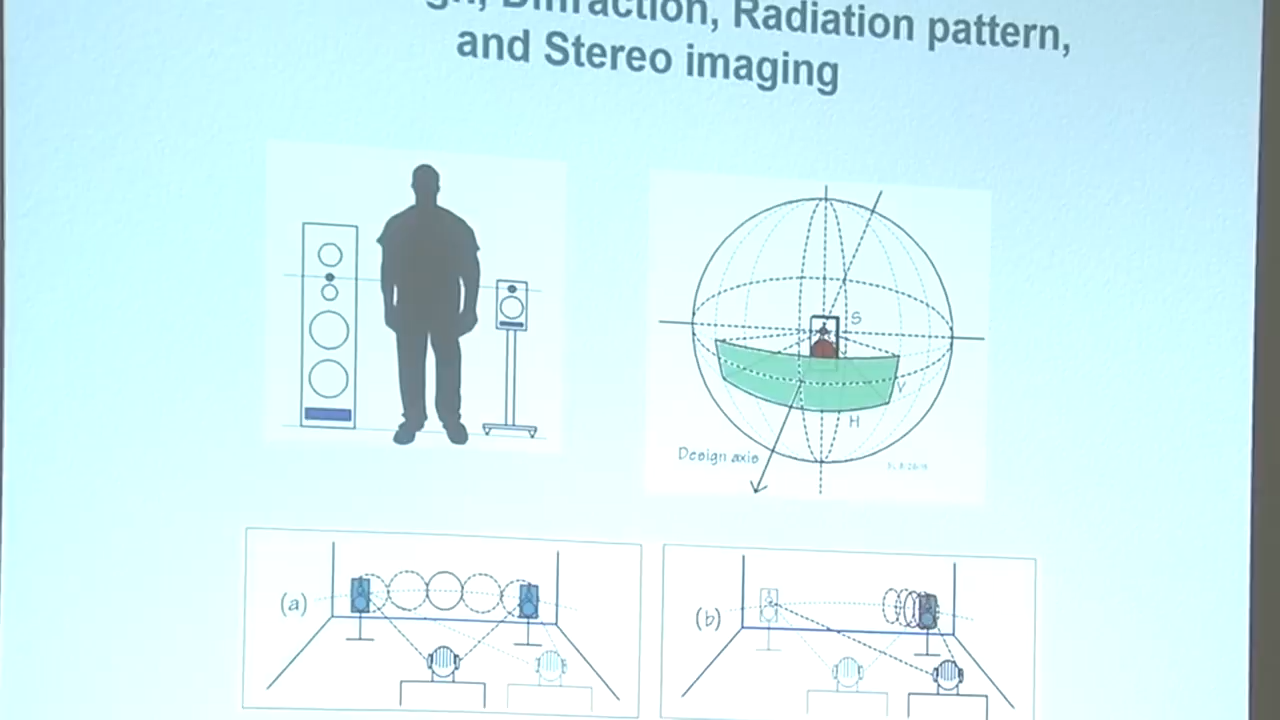 Diffraction, Radiation pattern,
and Stereo imaging
S
V
H
Design axis
(a)
(b)